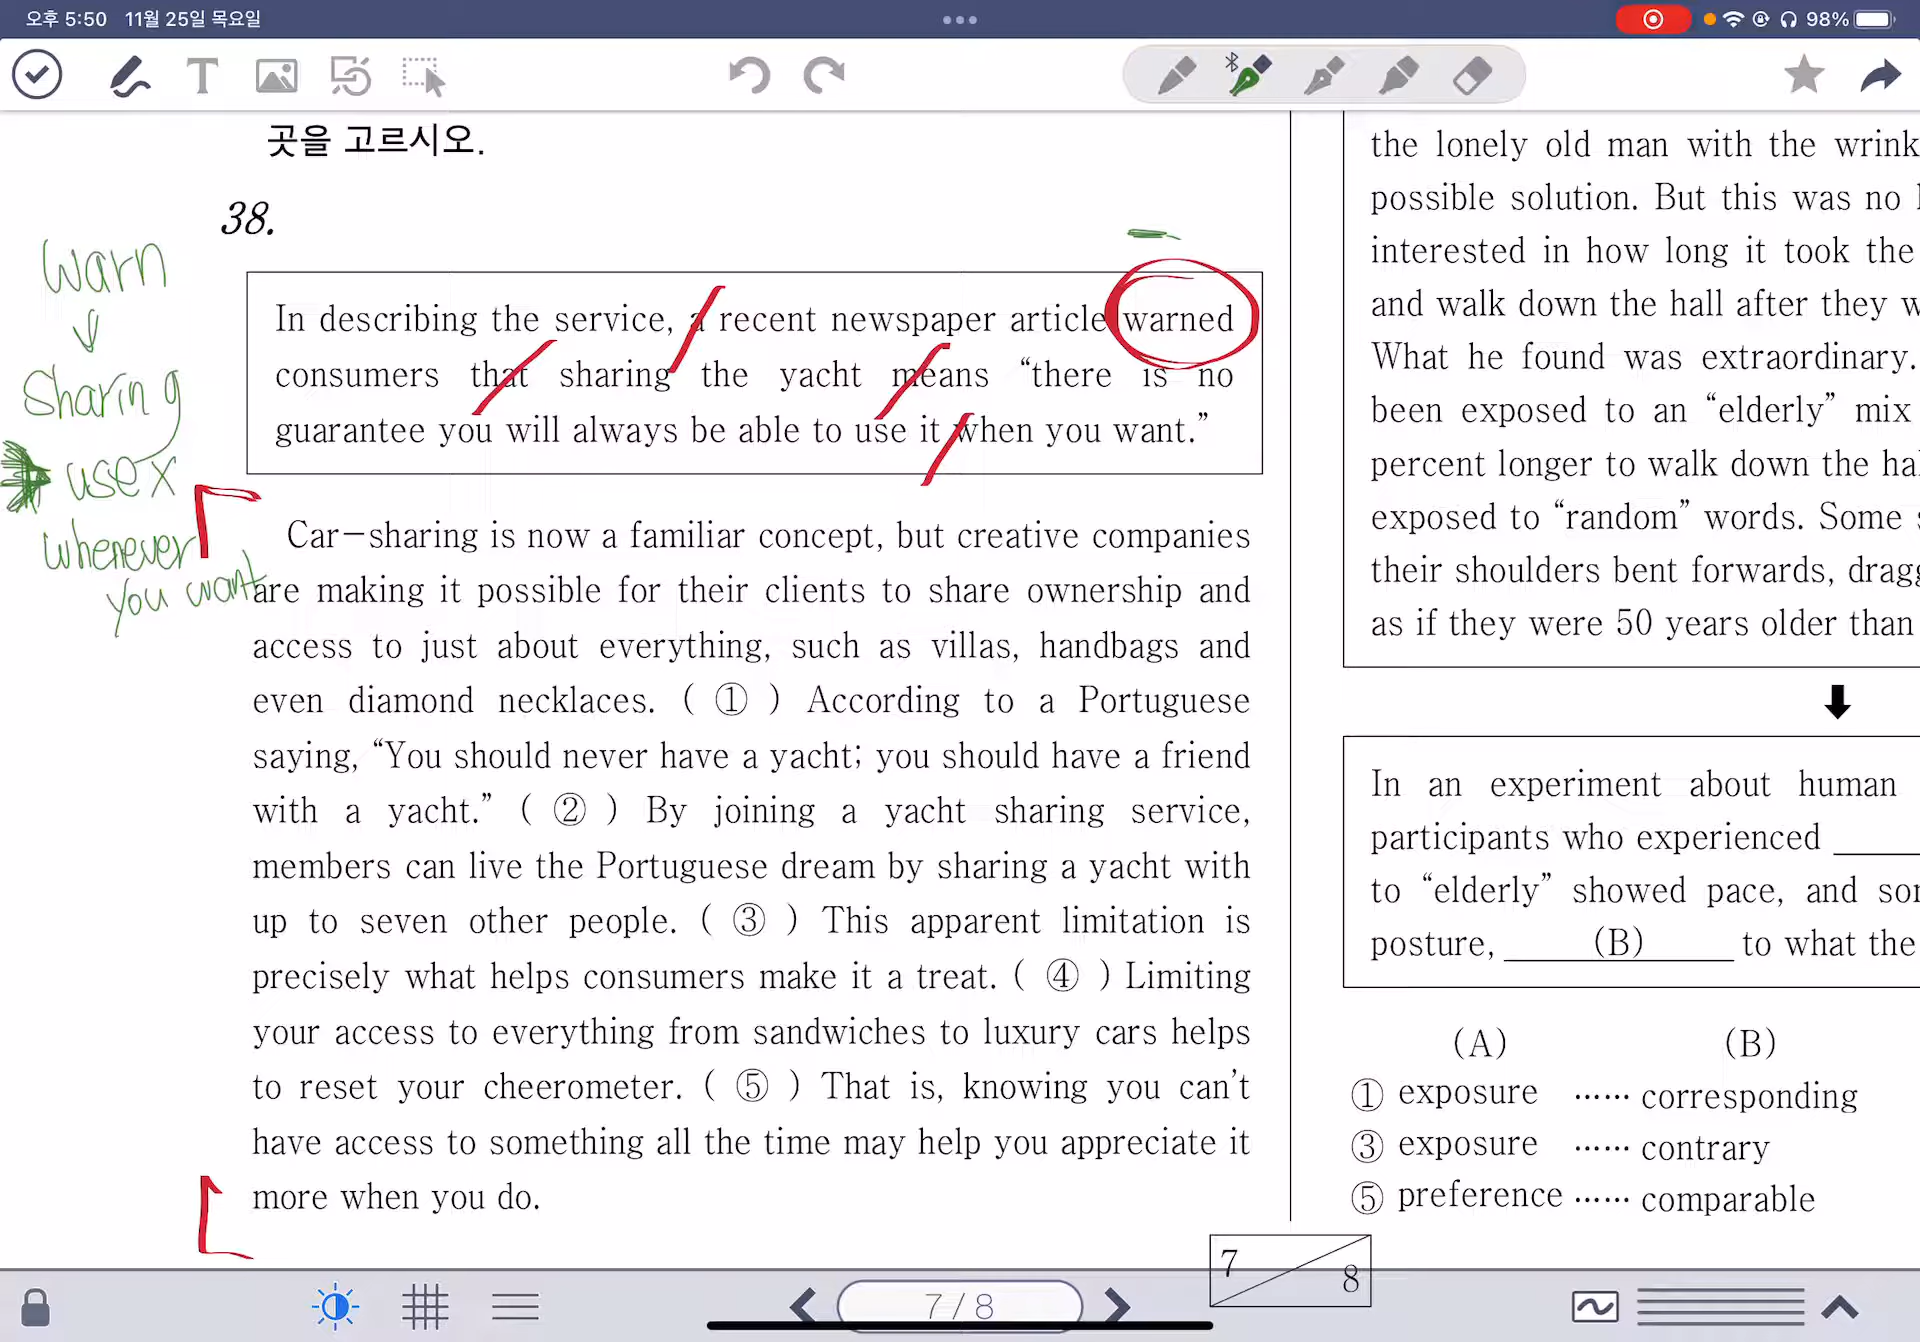 오후 5:50 11월 25일 목요일
98%
곳을 고르시오.
38.
warn
sharing
use x
whenever
you want
In describing the service, a recent newspaper article warned
consumers that sharing the yacht means “there is no
guarantee you will always be able to use it when you want.”
Car-sharing is now a familiar concept, but creative companies
are making it possible for their clients to share ownership and
access to just about everything, such as villas, handbags and
even diamond necklaces. ( ① ) According to a Portuguese
saying, “You should never have a yacht; you should have a friend
with a yacht.” ( ② ) By joining a yacht sharing service,
members can live the Portuguese dream by sharing a yacht with
up to seven other people. ( ③ ) This apparent limitation is
precisely what helps consumers make it a treat. ( ④ ) Limiting
your access to everything from sandwiches to luxury cars helps
to reset your cheerometer. ( ⑤ ) That is, knowing you can’t
have access to something all the time may help you appreciate it
more when you do.
the lonely old man with the wrink
possible solution. But this was no
interested in how long it took the
and walk down the hall after they w
What he found was extraordinary.
been exposed to an “elderly” mix
percent longer to walk down the hal
exposed to “random” words. Some s
their shoulders bent forwards, dragg
as if they were 50 years older than
In an experiment about human
participants who experienced
to “elderly” showed pace, and som
posture, (B) to what the
(A) (B)
① exposure …… corresponding
③ exposure …… contrary
⑤ preference …… comparable
7 8
7 / 8